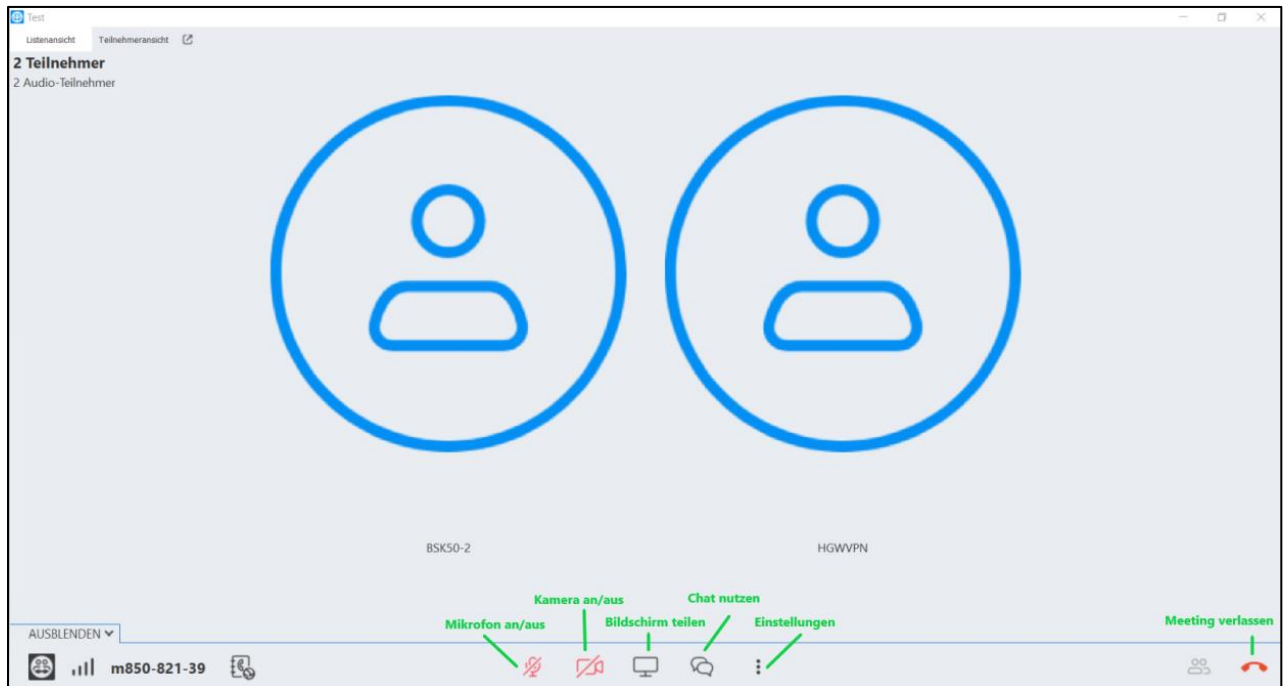 Test
Listenansicht Teilnehmeransicht
2 Teilnehmer
2 Audio-Teilnehmer
BSK50-2 HGWVPN
Kamera an/aus Chat nutzen
Mikrofon an/aus Bildschirm teilen Einstellungen Meeting verlassen
AUSBLENDEN
m850-821-39